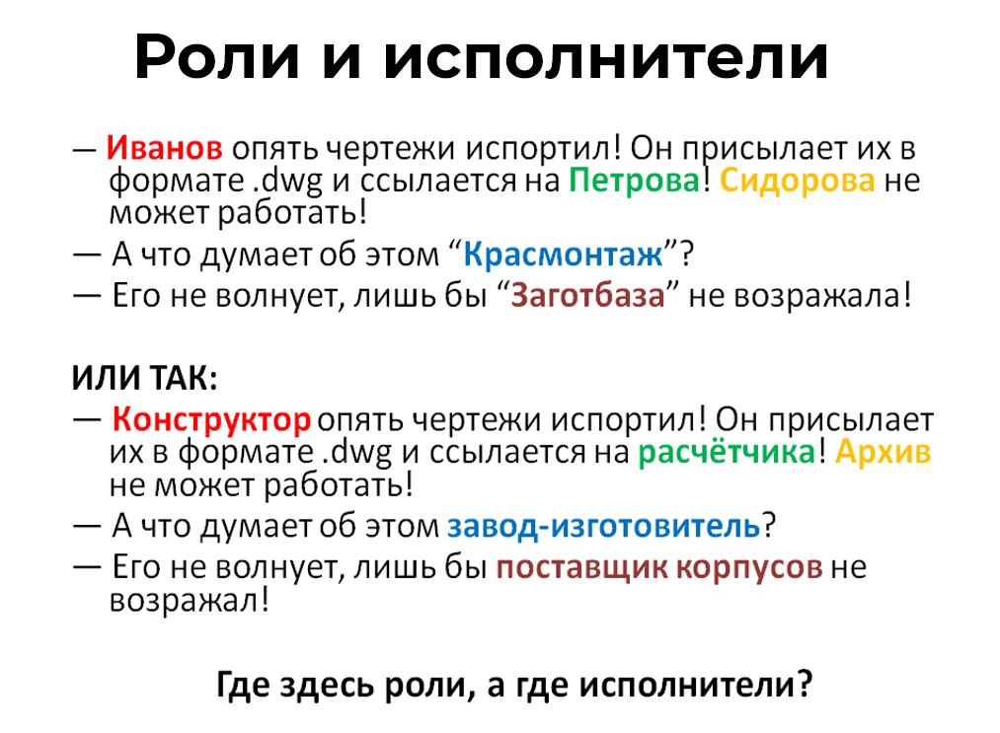 Роли и исполнители
— Иванов опять чертежи испортил! Он присылает их в
формате .dwg и ссылается на Петрова! Сидорова не
может работать!
— А что думает об этом “Красмонтаж”?
— Его не волнует, лишь бы “Заготбаза” не возражала!
ИЛИ ТАК:
— Конструктор опять чертежи испортил! Он присылает
их в формате .dwg и ссылается на расчётчика! Архив
не может работать!
— А что думает об этом завод-изготовитель?
— Его не волнует, лишь бы поставщик корпусов не
возражал!
Где здесь роли, а где исполнители?